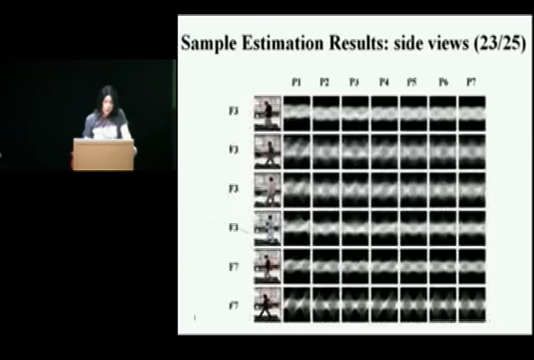 Sample Estimation Results: side views (23/25)
P1 P2 P3 P4 P5 P6 P7
F3
F3
F3
F3
F7
F7